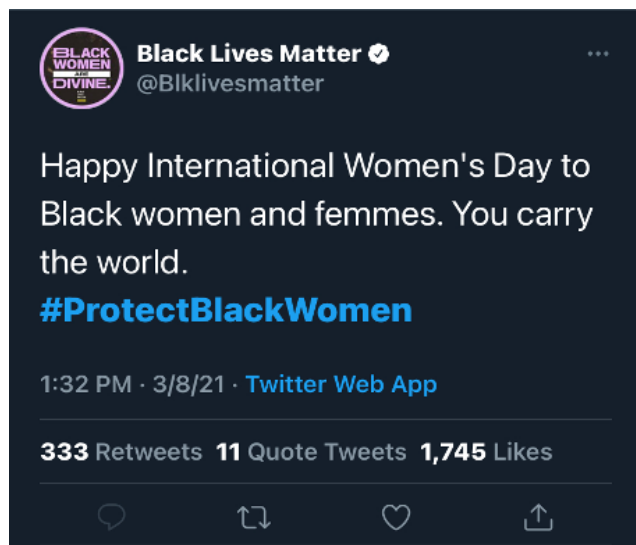 BLACK
WOMEN
ARE
DIVINE.
Black Lives Matter
@Blklivesmatter
Happy International Women's Day to
Black women and femmes. You carry
the world.
#ProtectBlackWomen
1:32 PM · 3/8/21 · Twitter Web App
333 Retweets 11 Quote Tweets 1,745 Likes